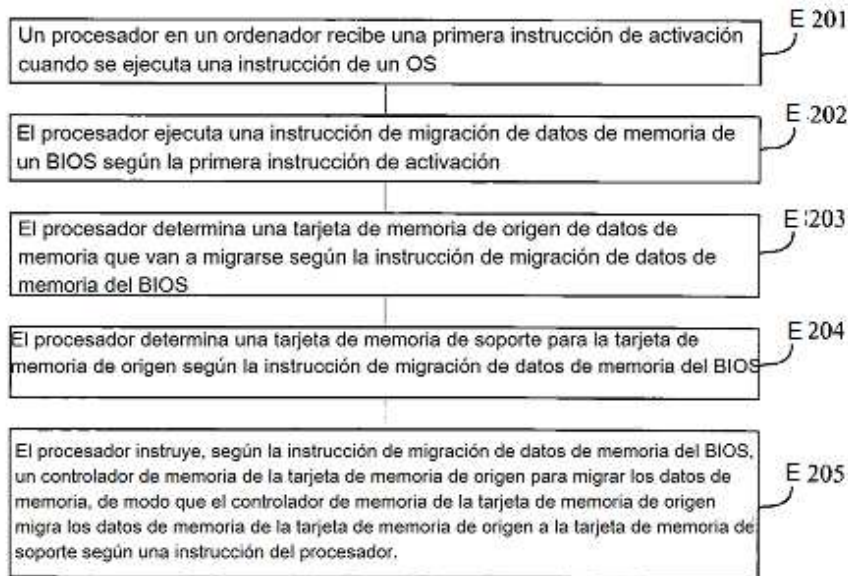 Un procesador en un ordenador recibe una primera instrucción de activación
cuando se ejecuta una instrucción de un OS
E 201
El procesador ejecuta una instrucción de migración de datos de memoria de
un BIOS según la primera instrucción de activación
E 202
El procesador determina una tarjeta de memoria de origen de datos de
memoria que van a migrarse según la instrucción de migración de datos de
memoria del BIOS
E 203
El procesador determina una tarjeta de memoria de soporte para la tarjeta de
memoria de origen según la instrucción de migración de datos de memoria del BIOS
E 204
El procesador instruye, según la instrucción de migración de datos de memoria del BIOS,
un controlador de memoria de la tarjeta de memoria de origen para migrar los datos de
memoria, de modo que el controlador de memoria de la tarjeta de memoria de origen
migra los datos de memoria de la tarjeta de memoria de origen a la tarjeta de memoria de
soporte según una instrucción del procesador.
E 205